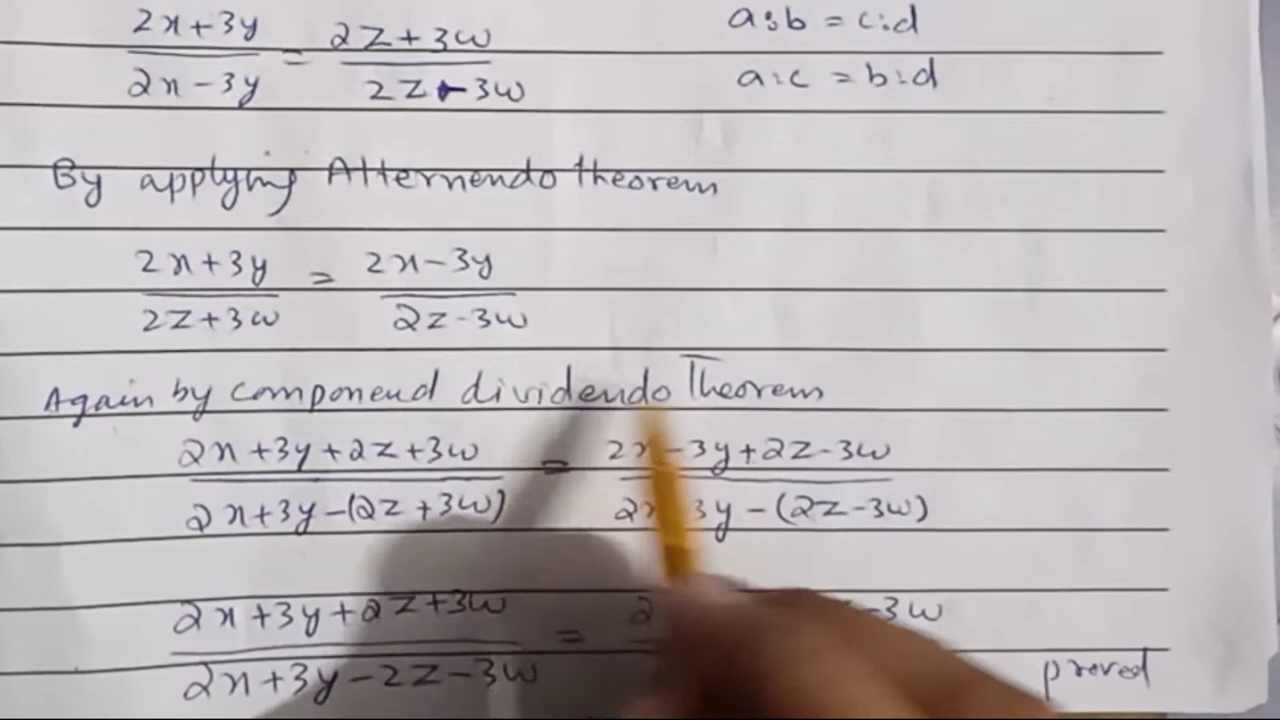 2x+3y / 2x-3y = 2z+3w / 2z-3w
a:b = c:d
a:c = b:d
By applying Alternendo theorem
2x+3y / 2z+3w = 2x-3y / 2z-3w
Again by componend dividendo Theorem
2x+3y+2z+3w / 2x+3y-(2z+3w) = 2x-3y+2z-3w / 2x-3y-(2z-3w)
2x+3y+2z+3w / 2x+3y-2z-3w = 2 -3w
proved